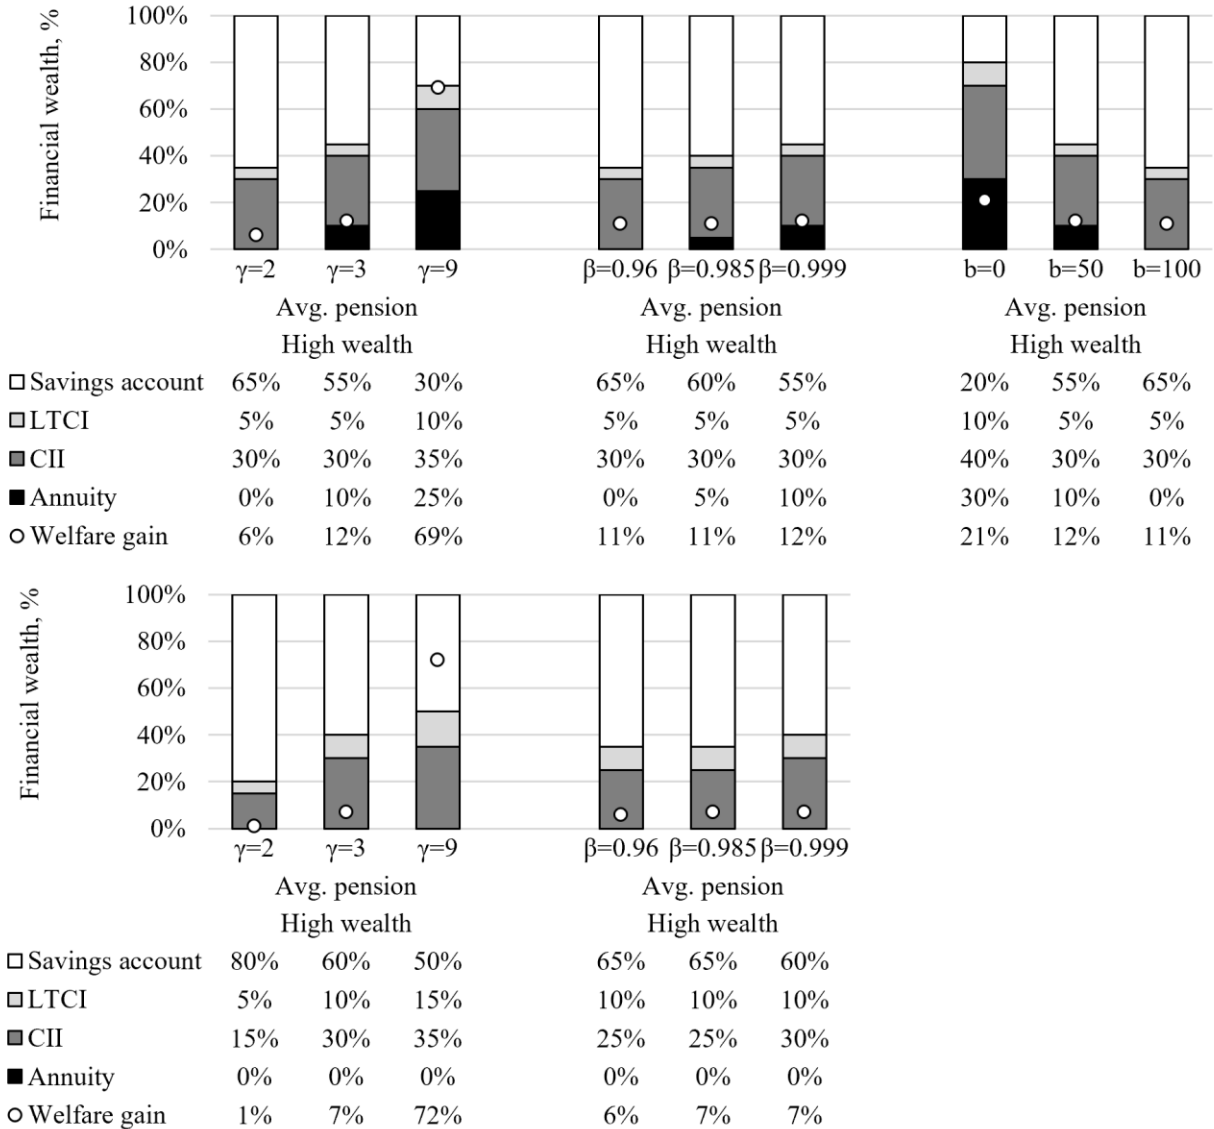 Financial wealth, %
100%
80%
60%
40%
20%
0%
γ=2 γ=3 γ=9 β=0.96 β=0.985 β=0.999 b=0 b=50 b=100
Avg. pension Avg. pension Avg. pension
High wealth High wealth High wealth
Savings account 65% 55% 30% 65% 60% 55% 20% 55% 65%
LTCI 5% 5% 10% 5% 5% 5% 10% 5% 5%
CII 30% 30% 35% 30% 30% 30% 40% 30% 30%
Annuity 0% 10% 25% 0% 5% 10% 30% 10% 0%
Welfare gain 6% 12% 69% 11% 11% 12% 21% 12% 11%
Financial wealth, %
100%
80%
60%
40%
20%
0%
γ=2 γ=3 γ=9 β=0.96 β=0.985 β=0.999
Avg. pension Avg. pension
High wealth High wealth
Savings account 80% 60% 50% 65% 65% 60%
LTCI 5% 10% 15% 10% 10% 10%
CII 15% 30% 35% 25% 25% 30%
Annuity 0% 0% 0% 0% 0% 0%
Welfare gain 1% 7% 72% 6% 7% 7%